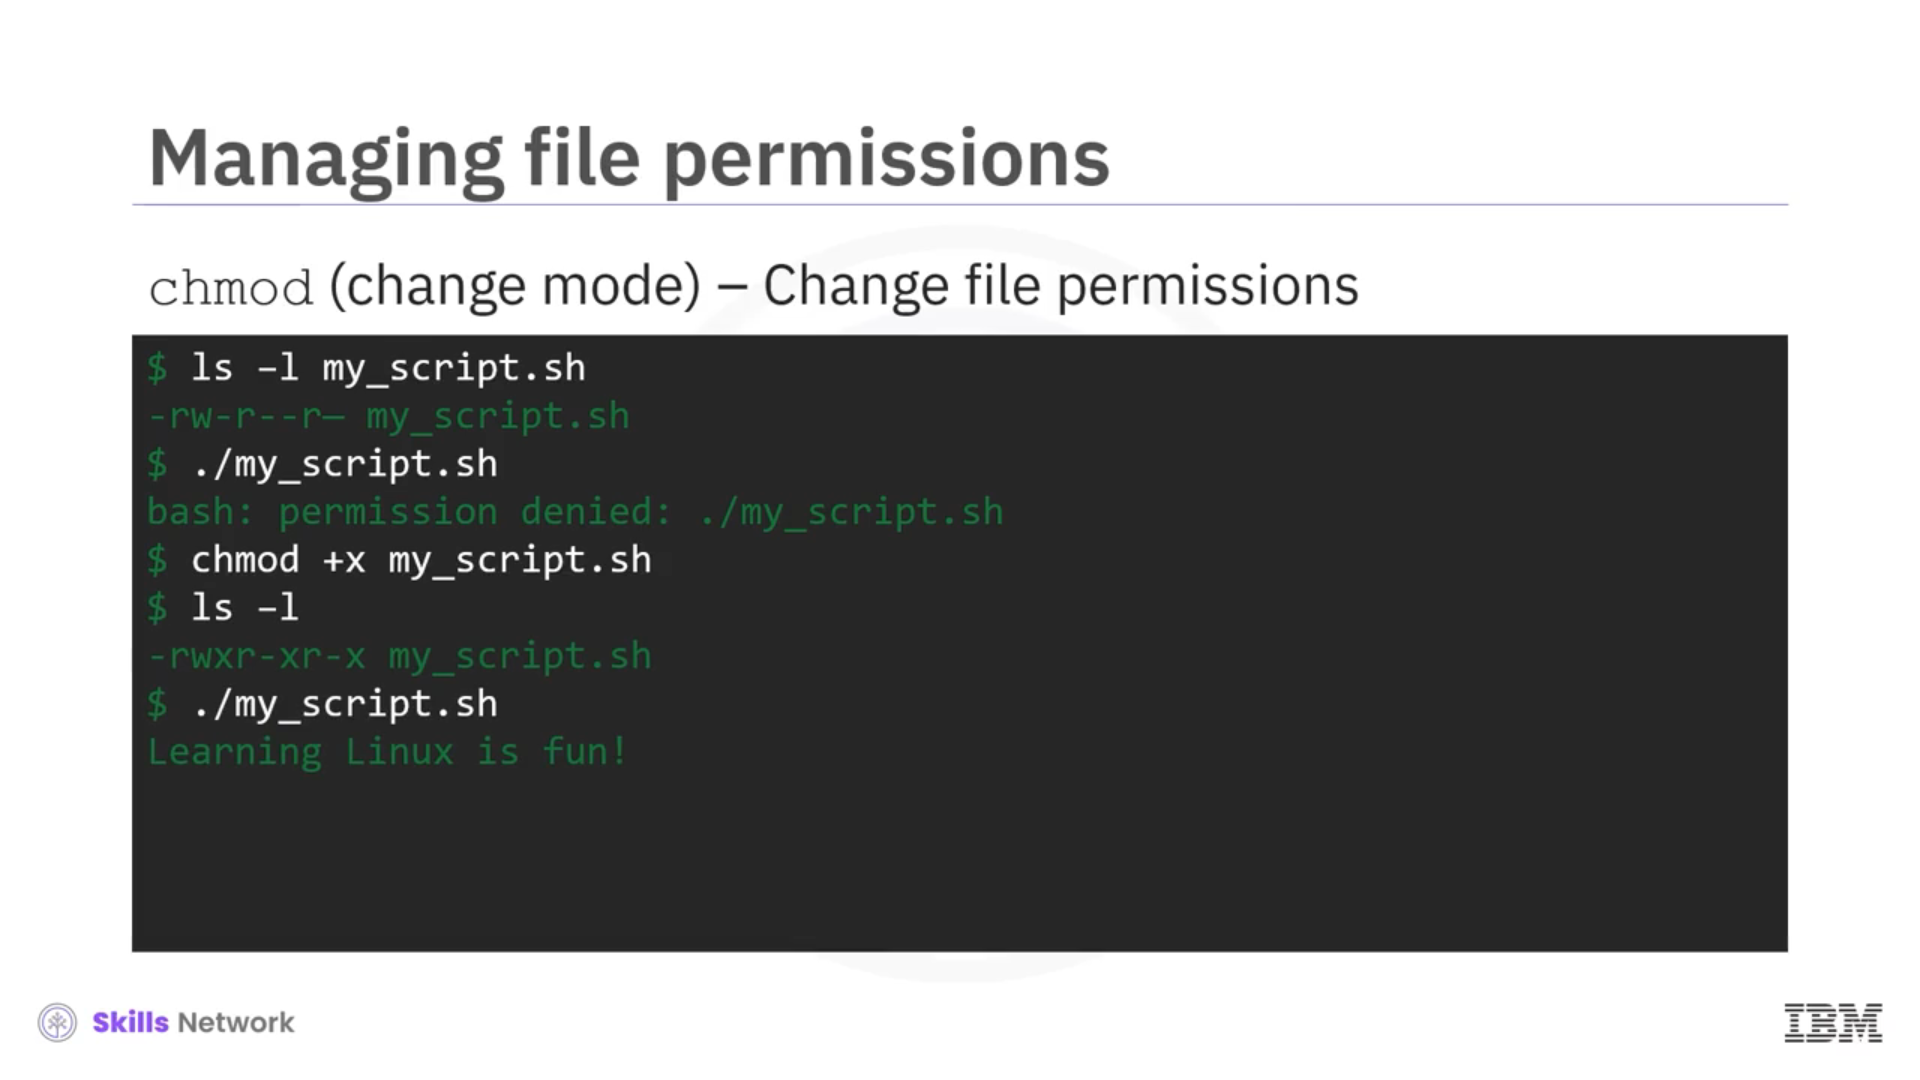 Managing file permissions
chmod (change mode) – Change file permissions
$ ls –l my_script.sh
-rw-r--r– my_script.sh
$ ./my_script.sh
bash: permission denied: ./my_script.sh
$ chmod +x my_script.sh
$ ls –l
-rwxr-xr-x my_script.sh
$ ./my_script.sh
Learning Linux is fun!
Skills Network
IBM